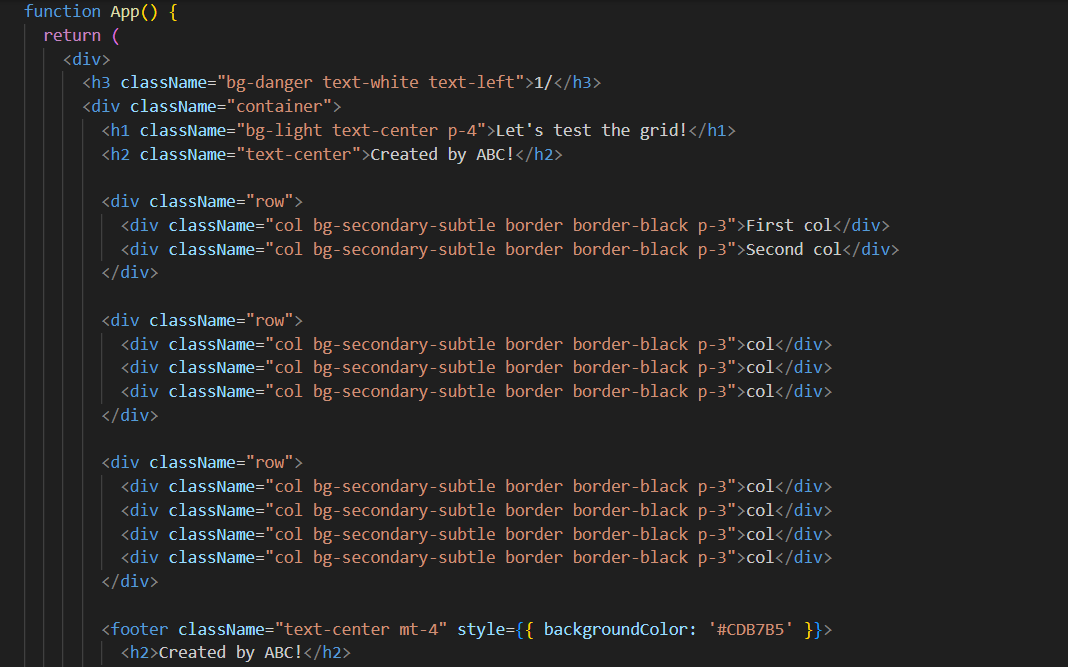 function App() {
return (
<div>
<h3 className="bg-danger text-white text-left">1/</h3>
<div className="container">
<h1 className="bg-light text-center p-4">Let's test the grid!</h1>
<h2 className="text-center">Created by ABC!</h2>
<div className="row">
<div className="col bg-secondary-subtle border border-black p-3">First col</div>
<div className="col bg-secondary-subtle border border-black p-3">Second col</div>
</div>
<div className="row">
<div className="col bg-secondary-subtle border border-black p-3">col</div>
<div className="col bg-secondary-subtle border border-black p-3">col</div>
<div className="col bg-secondary-subtle border border-black p-3">col</div>
</div>
<div className="row">
<div className="col bg-secondary-subtle border border-black p-3">col</div>
<div className="col bg-secondary-subtle border border-black p-3">col</div>
<div className="col bg-secondary-subtle border border-black p-3">col</div>
<div className="col bg-secondary-subtle border border-black p-3">col</div>
</div>
<footer className="text-center mt-4" style={{ backgroundColor: '#CDB7B5' }}>
<h2>Created by ABC!</h2>